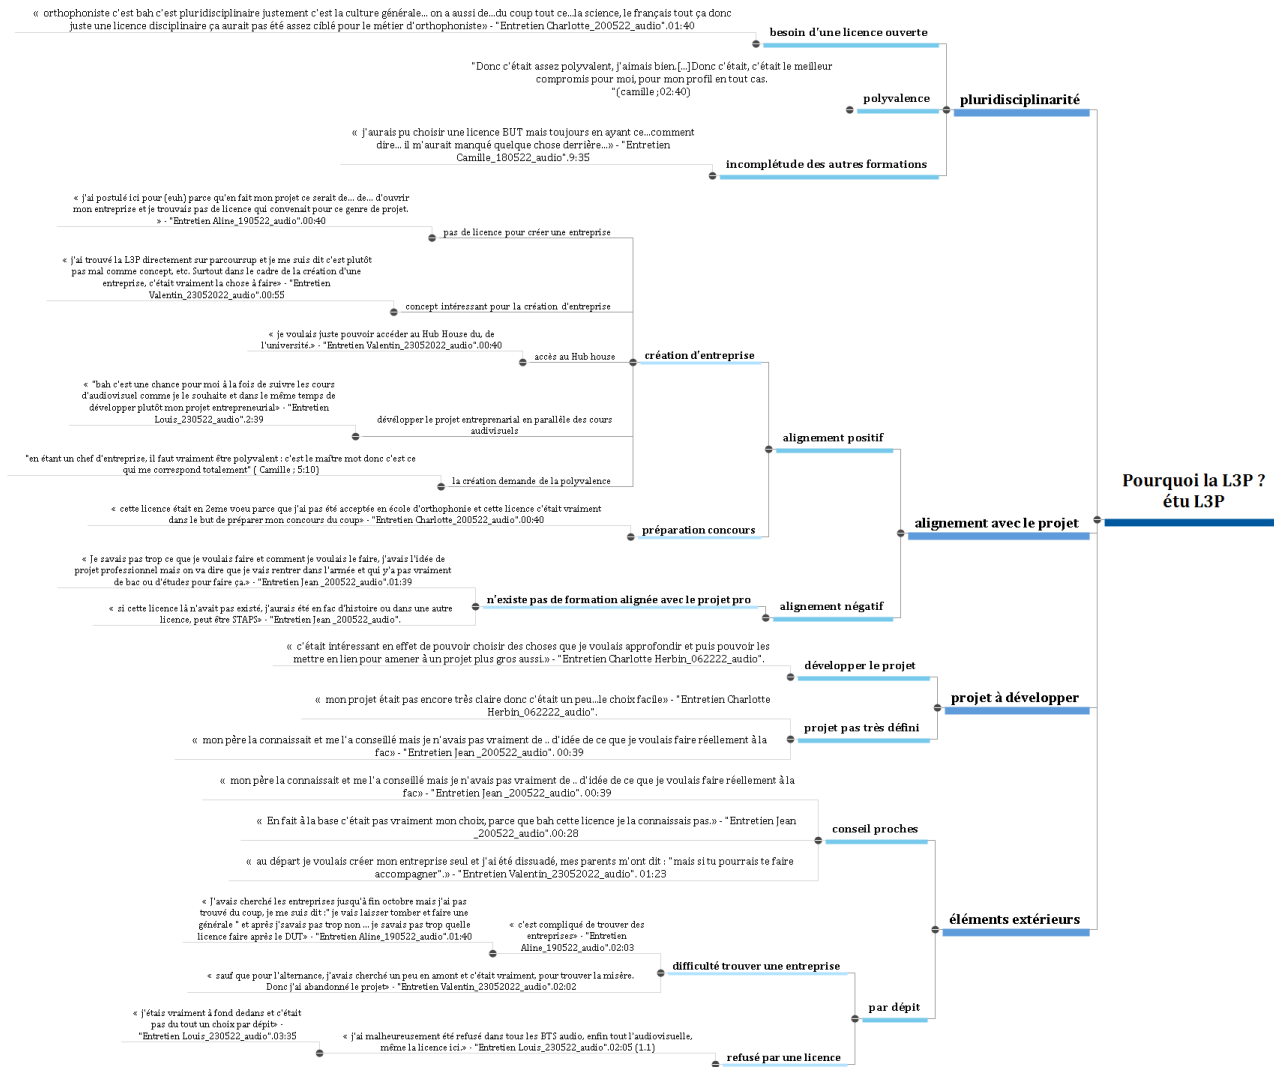 « orthophoniste c'est bah c'est pluridisciplinaire justement c'est la culture générale... on a aussi de...du coup tout ce...la science, le français tout ça donc
juste une licence disciplinaire ça aurait pas été assez ciblé pour le métier d'orthophoniste» - "Entretien Charlotte_200522_audio".01:40
besoin d'une licence ouverte
"Donc c'était assez polyvalent, j'aimais bien.[...]Donc c'était, c'était le meilleur
compromis pour moi, pour mon profil en tout cas.
"(camille ;02:40)
polyvalence
pluridisciplinarité
« j'aurais pu choisir une licence BUT mais toujours en ayant ce...comment
dire... il m'aurait manqué quelque chose derrière...» - "Entretien
Camille_180522_audio".9:35
incomplétude des autres formations
« j'ai postulé ici pour (euh) parce qu'en fait mon projet ce serait de... de... d'ouvrir
mon entreprise et je trouvais pas de licence qui convenait pour ce genre de projet.
» - "Entretien Aline_190522_audio".00:40
pas de licence pour créer une entreprise
« j'ai trouvé la L3P directement sur parcoursup et je me suis dit c'est plutôt
pas mal comme concept, etc. Surtout dans le cadre de la création d'une
entreprise, c'était vraiment la chose à faire» - "Entretien
Valentin_23052022_audio".00:55
concept intéressant pour la création d'entreprise
« je voulais juste pouvoir accéder au Hub House du, de
l'université.» - "Entretien Valentin_23052022_audio".00:40
accès au Hub house
création d'entreprise
« "bah c'est une chance pour moi à la fois de suivre les cours
d'audiovisuel comme je le souhaite et dans le même temps de
développer plutôt mon projet entrepreneurial» - "Entretien
Louis_230522_audio".2:39
dévélopper le projet entreprenarial en parallèle des cours
audivisuels
"en étant un chef d'entreprise, il faut vraiment être polyvalent : c'est le maître mot donc c'est ce
qui me correspond totalement" ( Camille ; 5:10)
la création demande de la polyvalence
alignement positif
« cette licence était en 2eme voeu parce que j'ai pas été acceptée en école d'orthophonie et cette licence c'était vraiment
dans le but de préparer mon concours du coup» - "Entretien Charlotte_200522_audio".00:40
préparation concours
Pourquoi la L3P ?
étu L3P
alignement avec le projet
« Je savais pas trop ce que je voulais faire et comment je voulais le faire, j'avais l'idée de
projet professionnel mais on va dire que je vais rentrer dans l'armée et qui y'a pas vraiment
de bac ou d'études pour faire ça.» - "Entretien Jean _200522_audio".01:39
« si cette licence là n'avait pas existé, j'aurais été en fac d'histoire ou dans une autre
licence, peut être STAPS» - "Entretien Jean _200522_audio".
n'existe pas de formation alignée avec le projet pro
alignement négatif
« c'était intéressant en effet de pouvoir choisir des choses que je voulais approfondir et puis pouvoir les
mettre en lien pour amener à un projet plus gros aussi.» - "Entretien Charlotte Herbin_062222_audio".
développer le projet
projet à développer
« mon projet était pas encore très claire donc c'était un peu...le choix facile» - "Entretien Charlotte
Herbin_062222_audio".
« mon père la connaissait et me l'a conseillé mais je n'avais pas vraiment de .. d'idée de ce que je voulais faire réellement à la
fac» - "Entretien Jean _200522_audio". 00:39
projet pas très défini
« mon père la connaissait et me l'a conseillé mais je n'avais pas vraiment de .. d'idée de ce que je voulais faire réellement à la
fac» - "Entretien Jean _200522_audio". 00:39
« En fait à la base c'était pas vraiment mon choix, parce que bah cette licence je la connaissais pas.» - "Entretien Jean
_200522_audio".00:28
« au départ je voulais créer mon entreprise seul et j'ai été dissuadé, mes parents m'ont dit : "mais si tu pourrais te faire
accompagner".» - "Entretien Valentin_23052022_audio". 01:23
conseil proches
éléments extérieurs
« J'avais cherché les entreprises jusqu'à fin octobre mais j'ai pas
trouvé du coup, je me suis dit :" je vais laisser tomber et faire une
générale " et après j'savais pas trop non ... je savais pas trop quelle
licence faire après le DUT» - "Entretien Aline_190522_audio".01:40
« c'est compliqué de trouver des
entreprises» - "Entretien
Aline_190522_audio".02:03
« sauf que pour l'alternance, j'avais cherché un peu en amont et c'était vraiment, pour trouver la misère.
Donc j'ai abandonné le projet» - "Entretien Valentin_23052022_audio".02:02
difficulté trouver une entreprise
par dépit
« j'étais vraiment à fond dedans et c'était
pas du tout un choix par dépit» -
"Entretien Louis_230522_audio".03:35
« j'ai malheureusement été refusé dans tous les BTS audio, enfin tout l'audiovisuelle,
même la licence ici.» - "Entretien Louis_230522_audio".02:05 (1.1)
refusé par une licence